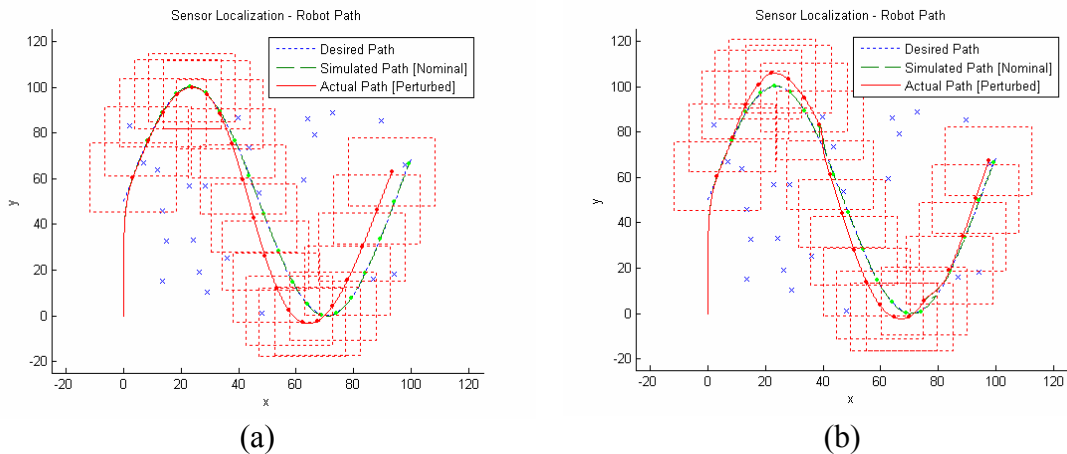 Sensor Localization - Robot Path
120
100
80
60
40
20
0
-20
y
-20 0 20 40 60 80 100 120
x
Desired Path
Simulated Path [Nominal]
Actual Path [Perturbed]
(a)
Sensor Localization - Robot Path
120
100
80
60
40
20
0
-20
y
-20 0 20 40 60 80 100 120
x
Desired Path
Simulated Path [Nominal]
Actual Path [Perturbed]
(b)